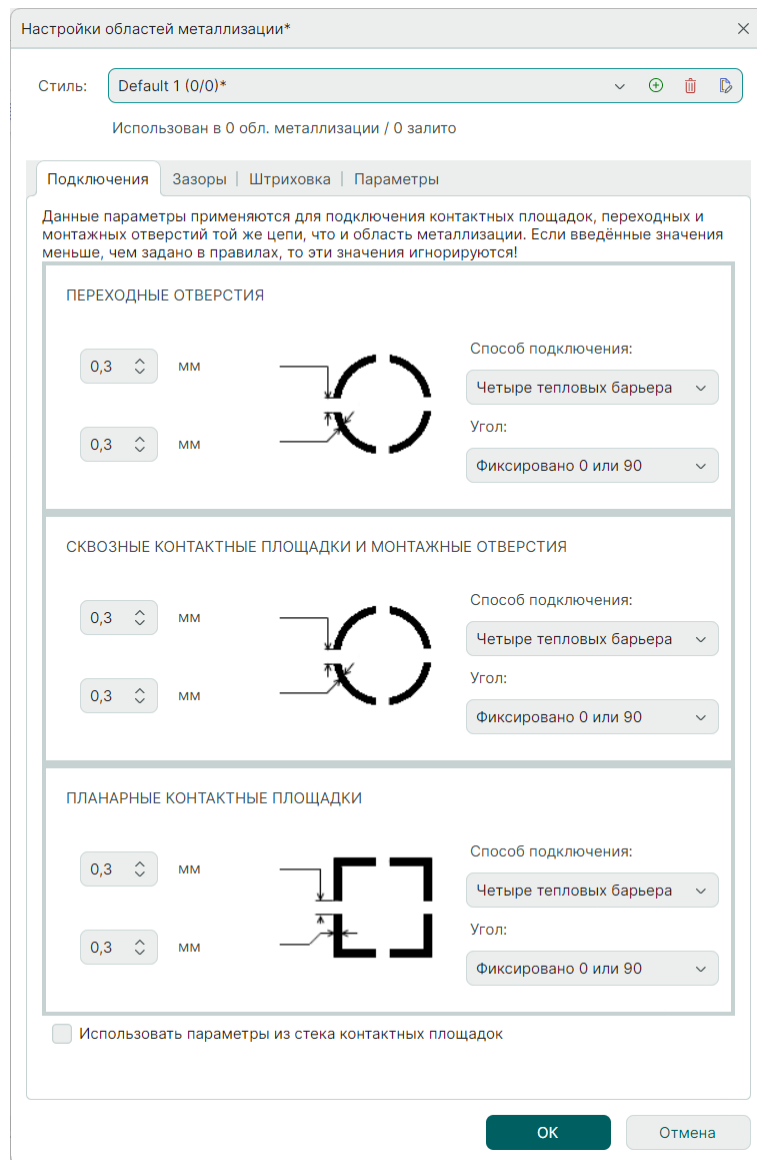 Настройки областей металлизации*
Стиль:
Default 1 (0/0)*
Использован в 0 обл. металлизации / 0 залито
Подключения
Зазоры | Штриховка | Параметры
Данные параметры применяются для подключения контактных площадок, переходных и
монтажных отверстий той же цепи, что и область металлизации. Если введённые значения
меньше, чем задано в правилах, то эти значения игнорируются!
ПЕРЕХОДНЫЕ ОТВЕРСТИЯ
0,3 мм
0,3 мм
Способ подключения:
Четыре тепловых барьера
Угол:
Фиксировано 0 или 90
СКВОЗНЫЕ КОНТАКТНЫЕ ПЛОЩАДКИ И МОНТАЖНЫЕ ОТВЕРСТИЯ
0,3 мм
0,3 мм
Способ подключения:
Четыре тепловых барьера
Угол:
Фиксировано 0 или 90
ПЛАНАРНЫЕ КОНТАКТНЫЕ ПЛОЩАДКИ
0,3 мм
0,3 мм
Способ подключения:
Четыре тепловых барьера
Угол:
Фиксировано 0 или 90
Использовать параметры из стека контактных площадок
ОК
Отмена